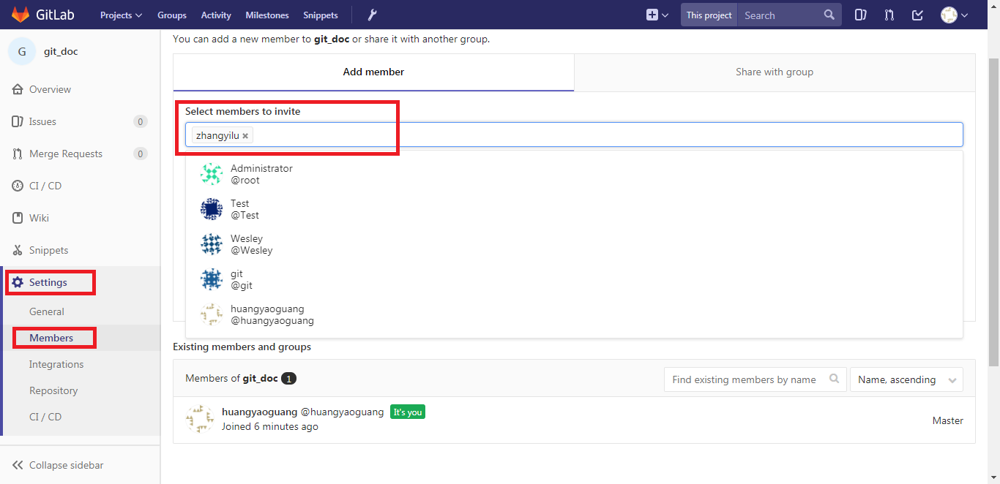 GitLab Projects Groups Activity Milestones Snippets This project Search
G git_doc
Overview
Issues 0
Merge Requests 0
CI / CD
Wiki
Snippets
Settings
General
Members
Integrations
Repository
CI / CD
Collapse sidebar
You can add a new member to git_doc or share it with another group.
Add member Share with group
Select members to invite
zhangyilu ×
Administrator
@root
Test
@Test
Wesley
@Wesley
git
@git
huangyaoguang
@huangyaoguang
Existing members and groups
Members of git_doc 1 Find existing members by name Name, ascending
huangyaoguang @huangyaoguang It's you
Joined 6 minutes ago
Master